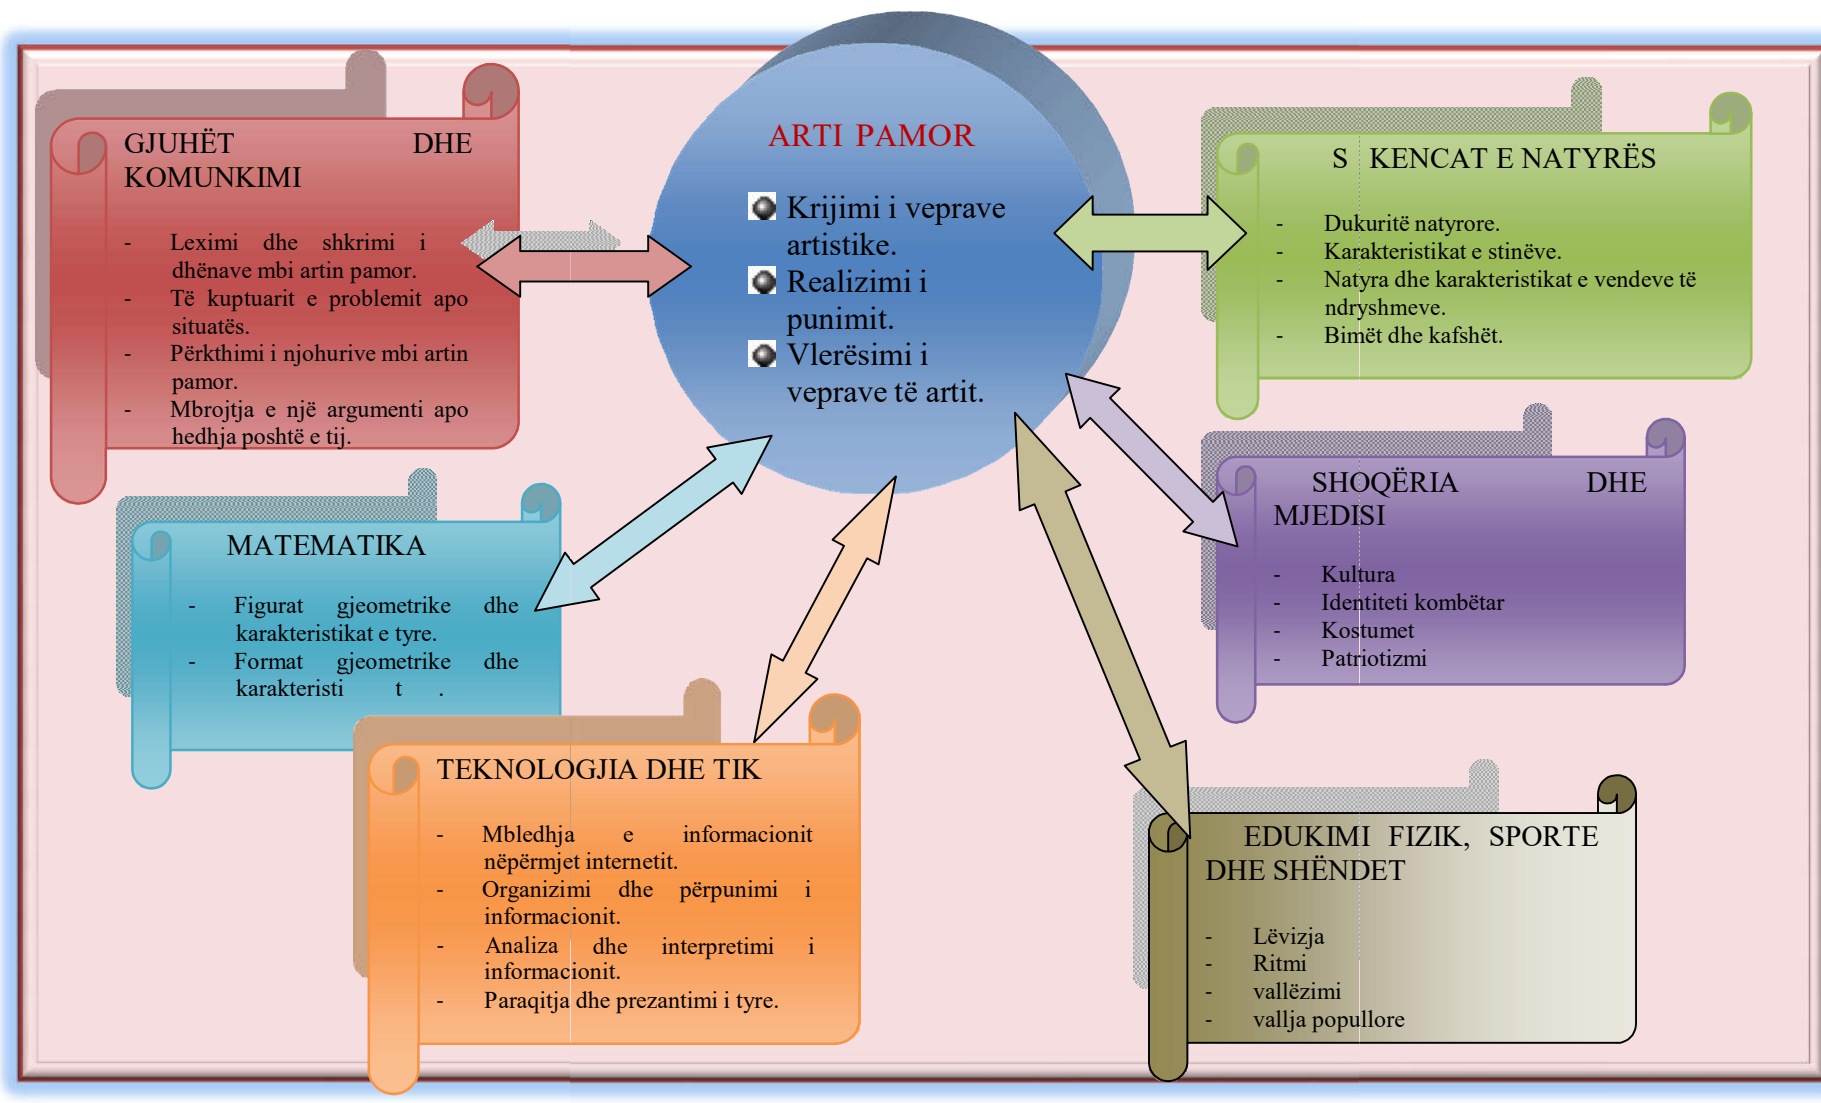 GJUHËT DHE
KOMUNKIMI
- Leximi dhe shkrimi i
dhënave mbi artin pamor.
- Të kuptuarit e problemit apo
situatës.
- Përkthimi i njohurive mbi artin
pamor.
- Mbrojtja e një argumenti apo
hedhja poshtë e tij.
ARTI PAMOR
Krijimi i veprave
artistike.
Realizimi i
punimit.
Vlerësimi i
veprave të artit.
S KENCAT E NATYRËS
- Dukuritë natyrore.
- Karakteristikat e stinëve.
- Natyra dhe karakteristikat e vendeve të
ndryshmeve.
- Bimët dhe kafshët.
MATEMATIKA
- Figurat gjeometrike dhe
karakteristikat e tyre.
- Format gjeometrike dhe
karakteristi t .
SHOQËRIA DHE
MJEDISI
- Kultura
- Identiteti kombëtar
- Kostumet
- Patriotizmi
TEKNOLOGJIA DHE TIK
- Mbledhja e informacionit
nëpërmjet internetit.
- Organizimi dhe përpunimi i
informacionit.
- Analiza dhe interpretimi i
informacionit.
- Paraqitja dhe prezantimi i tyre.
EDUKIMI FIZIK, SPORTE
DHE SHËNDET
- Lëvizja
- Ritmi
- vallëzimi
- vallja popullore